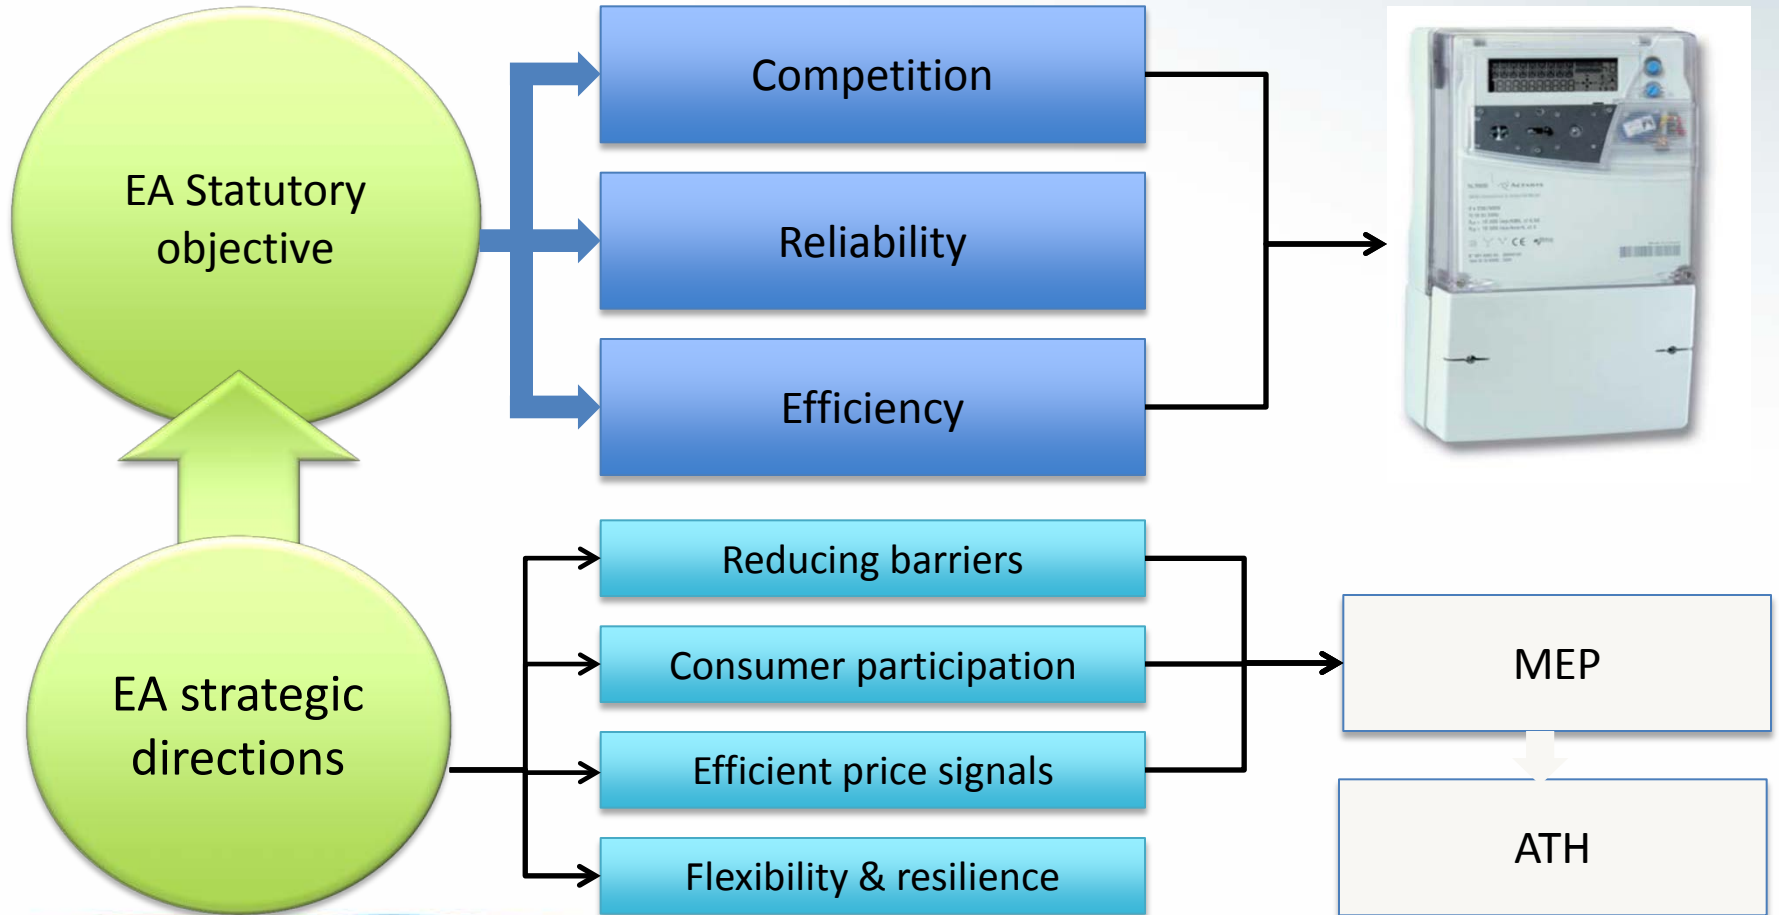 EA Statutory
objective
Competition
Reliability
Efficiency
EA strategic
directions
Reducing barriers
Consumer participation
Efficient price signals
Flexibility & resilience
MEP
ATH
CE